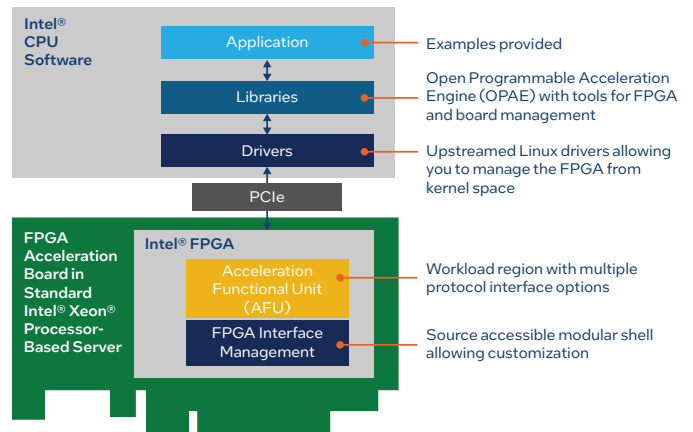 Intel®
CPU
Software
Application
Examples provided
Libraries
Open Programmable Acceleration
Engine (OPAE) with tools for FPGA
and board management
Drivers
Upstreamed Linux drivers allowing
you to manage the FPGA from
kernel space
PCIe
FPGA
Acceleration
Board in
Standard
Intel® Xeon®
Processor-
Based Server
Intel® FPGA
Acceleration
Functional Unit
(AFU)
Workload region with multiple
protocol interface options
FPGA Interface
Management
Source accessible modular shell
allowing customization